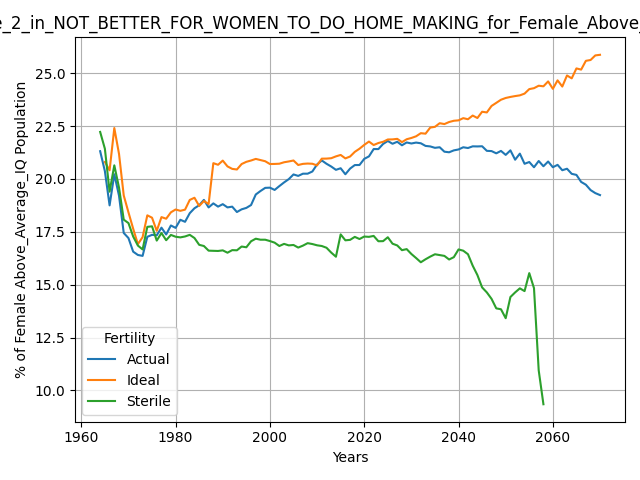 _2_in_NOT_BETTER_FOR_WOMEN_TO_DO_HOME_MAKING_for_Female_Above_
% of Female Above_Average_IQ Population
25.0
22.5
20.0
17.5
15.0
12.5
10.0
Fertility
Actual
Ideal
Sterile
1960 1980 2000 2020 2040 2060
Years